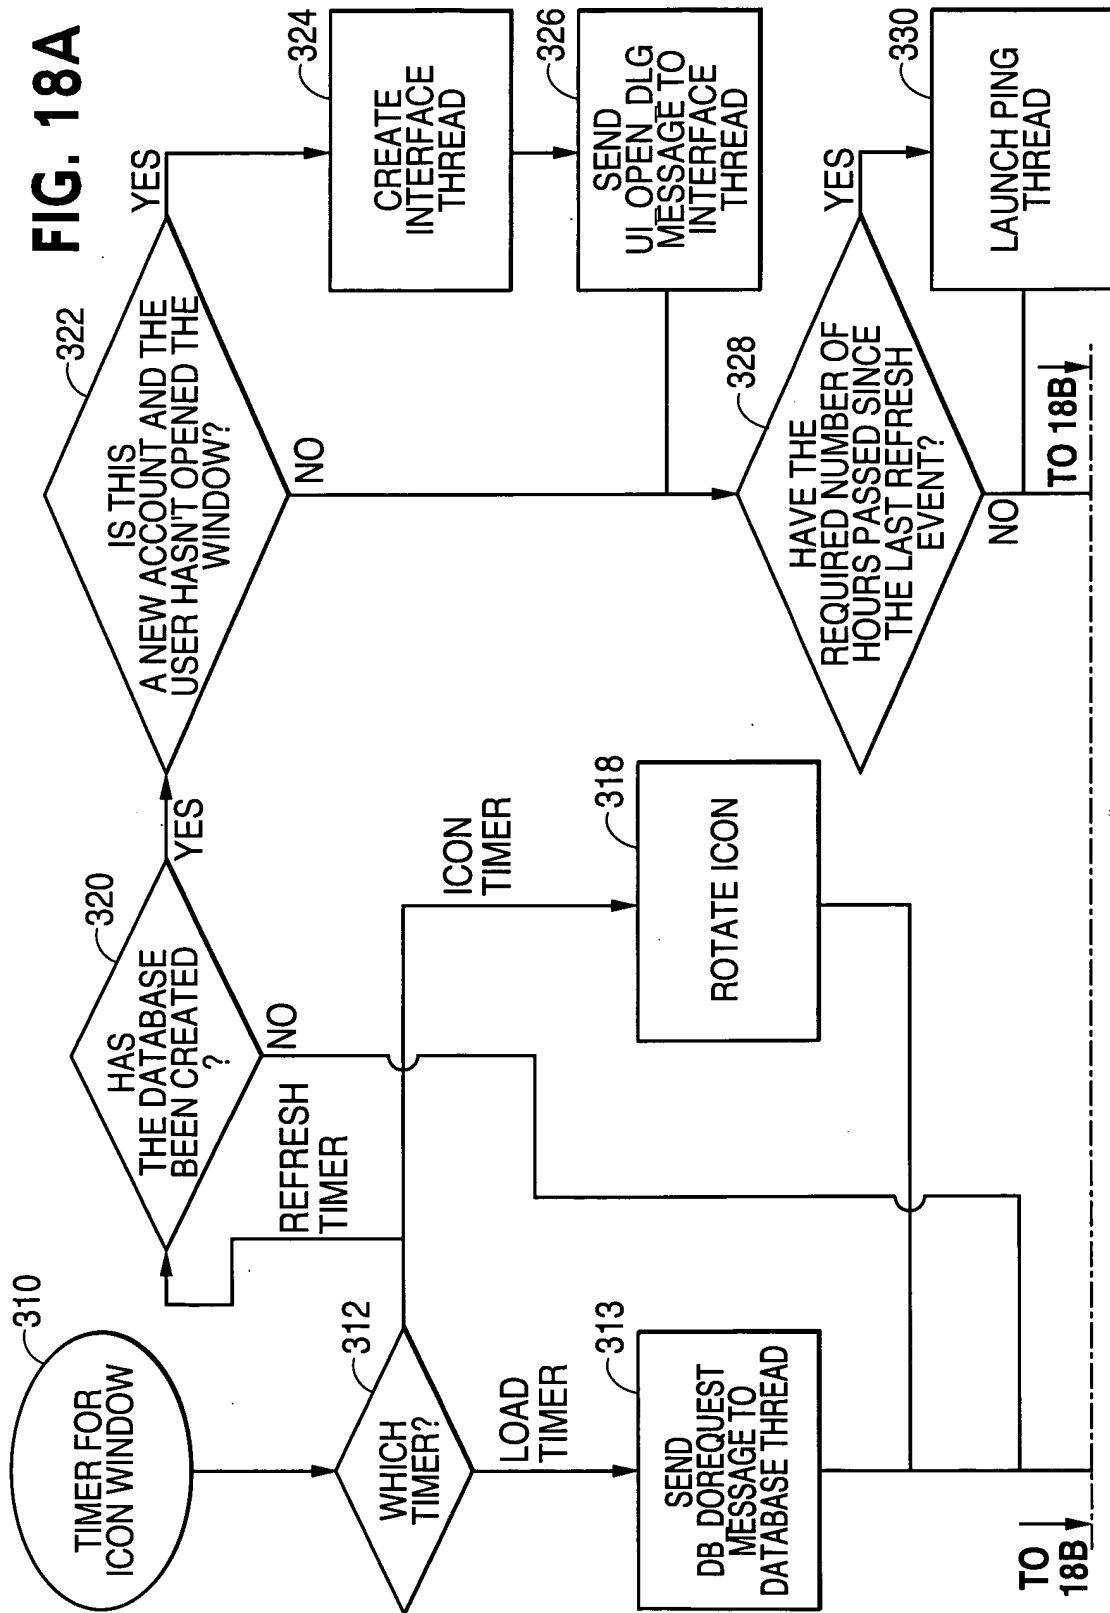 FIG. 18A
310
TIMER FOR
ICON WINDOW
312
WHICH
TIMER?
LOAD
TIMER
313
SEND
DB_DOREQUEST
MESSAGE TO
DATABASE THREAD
TO
18B
REFRESH
TIMER
320
HAS
THE DATABASE
BEEN CREATED
?
YES
NO
ICON
TIMER
318
ROTATE ICON
322
IS THIS
A NEW ACCOUNT AND THE
USER HASN'T OPENED THE
WINDOW?
YES
NO
324
CREATE
INTERFACE
THREAD
326
SEND
UI_OPEN_DLG
MESSAGE TO
INTERFACE
THREAD
328
HAVE THE
REQUIRED NUMBER OF
HOURS PASSED SINCE
THE LAST REFRESH
EVENT?
YES
NO
330
LAUNCH PING
THREAD
TO 18B